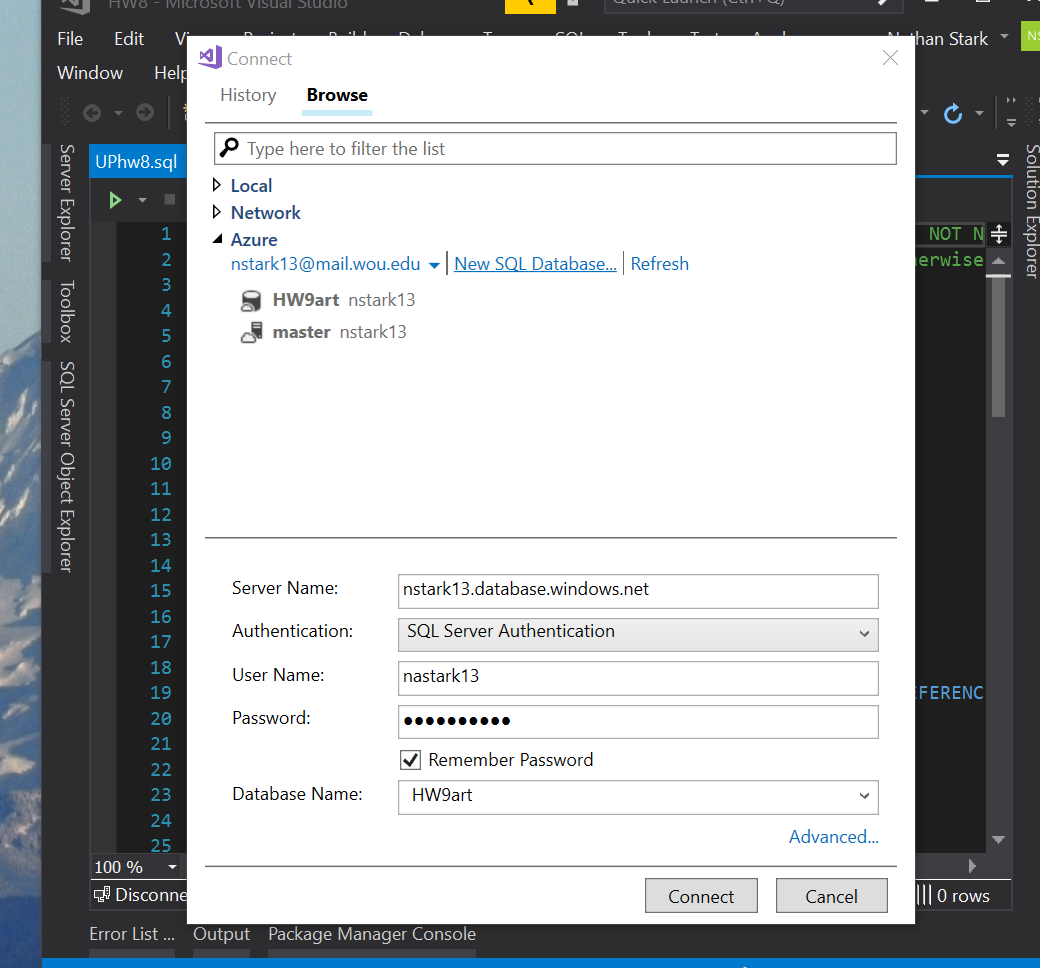 HW8 - Microsoft Visual Studio
Quick Launch (Ctrl+Q)
File Edit
Nathan Stark
NS
Window Help
Connect
History Browse
Type here to filter the list
Server Explorer
Toolbox
SQL Server Object Explorer
Solution Explorer
UPhw8.sql
Local
Network
Azure
nstark13@mail.wou.edu New SQL Database... Refresh
HW9art nstark13
master nstark13
1
2
3
4
5
6
7
8
9
10
11
12
13
14
15
16
17
18
19
20
21
22
23
24
25
NOT N
erwise
FERENC
Server Name: nstark13.database.windows.net
Authentication: SQL Server Authentication
User Name: nastark13
Password: ●●●●●●●●●●
Remember Password
Database Name: HW9art
Advanced...
Connect Cancel
100 %
Disconne
0 rows
Error List ... Output Package Manager Console